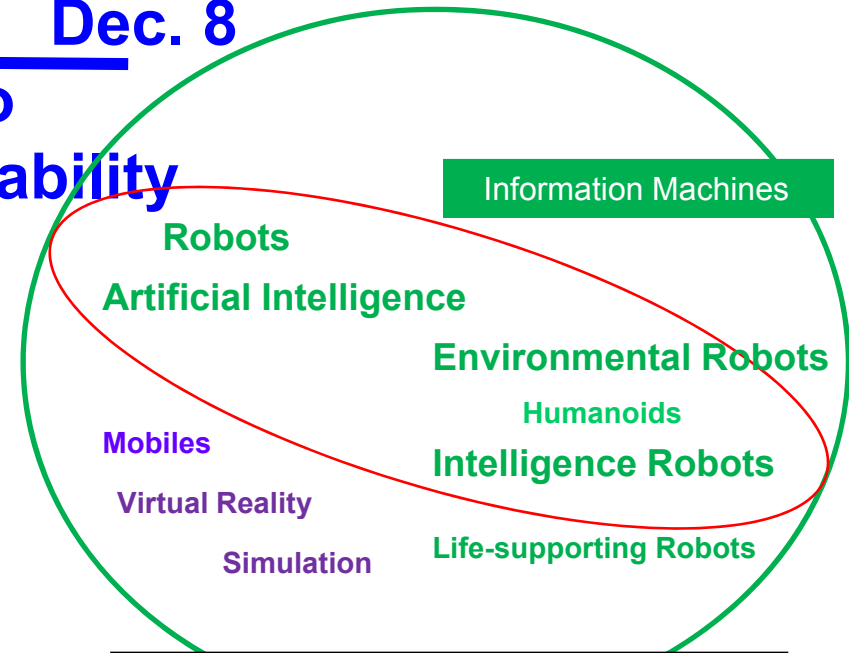 Dec. 8
ability
Information Machines
Robots
Artificial Intelligence
Environmental Robots
Humanoids
Mobiles
Intelligence Robots
Virtual Reality
Life-supporting Robots
Simulation